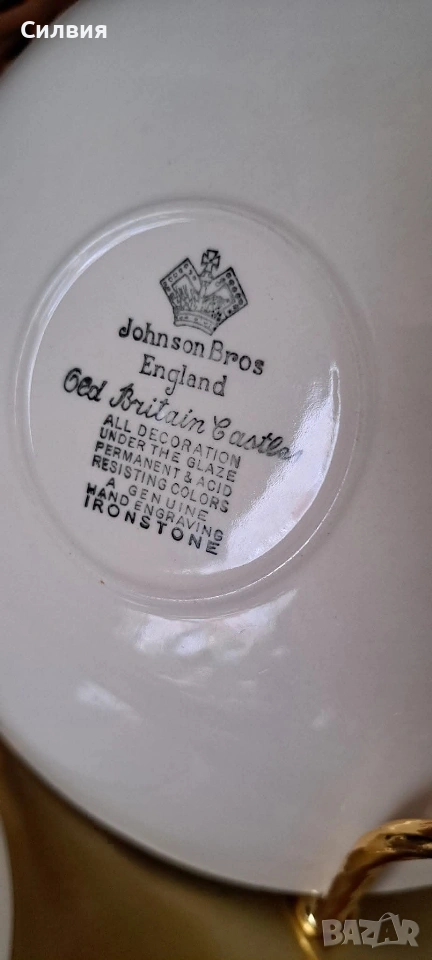 Силвия
Johnson Bros
England
Old Britain Castles
ALL DECORATION
UNDER THE GLAZE
PERMANENT & ACID
RESISTING COLORS
A GENUINE
HAND ENGRAVING
IRONSTONE
BAZAR